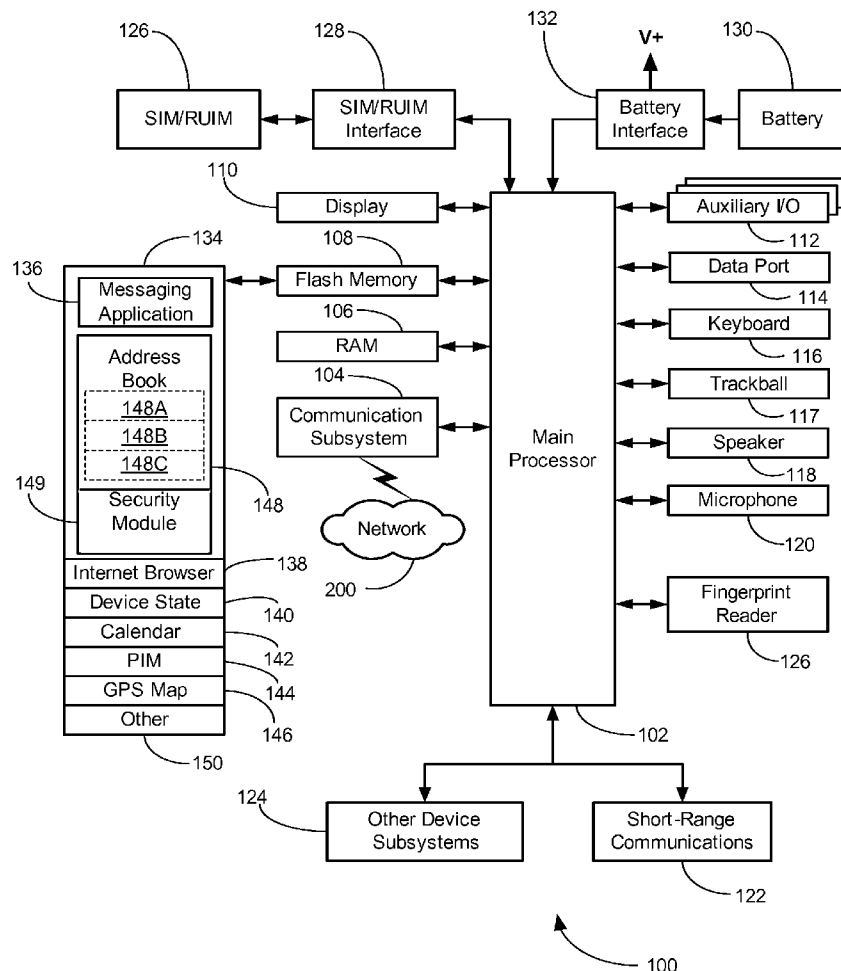 126
128
132
V+
130
SIM/RUIM
SIM/RUIM
Interface
Battery
Interface
Battery
110
Display
Auxiliary I/O
112
134
108
136
Messaging
Application
Flash Memory
Data Port
114
106
RAM
Keyboard
116
Address
Book
148A
148B
148C
104
Communication
Subsystem
Main
Processor
Trackball
117
Speaker
118
149
Security
Module
148
Network
200
Microphone
120
Internet Browser
138
Device State
140
Calendar
142
PIM
144
GPS Map
146
Other
150
Fingerprint
Reader
126
102
124
Other Device
Subsystems
Short-Range
Communications
122
100